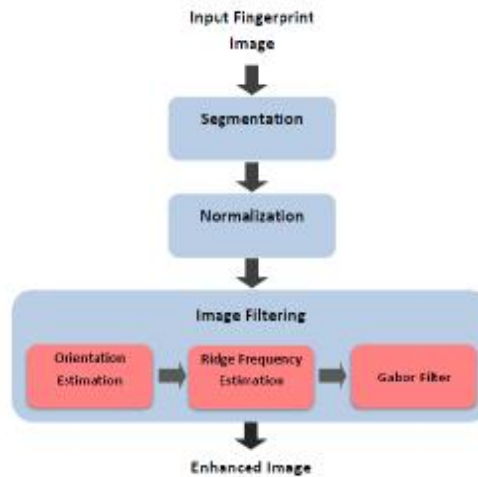 Input Fingerprint
Image
Segmentation
Normalization
Image Filtering
Orientation
Estimation
Ridge Frequency
Estimation
Gabor Filter
Enhanced Image